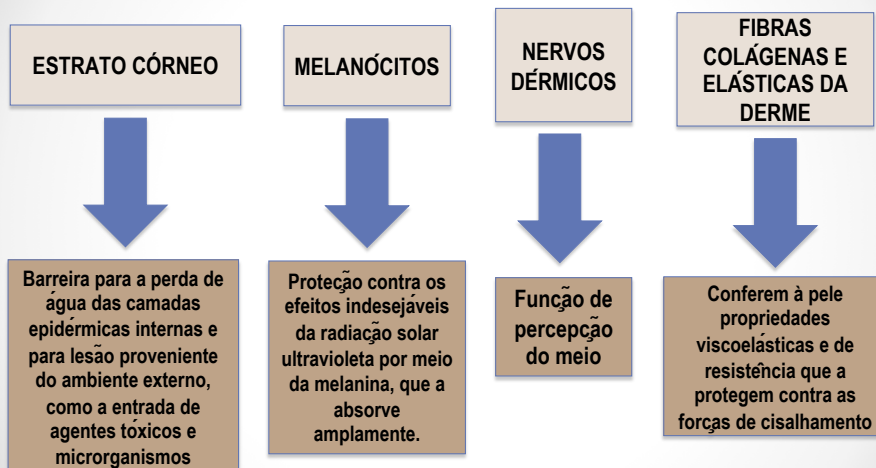 ESTRATO CÓRNEO
MELANÓCITOS
NERVOS
DÉRMICOS
FIBRAS
COLÁGENAS E
ELÁSTICAS DA
DERME
Barreira para a perda de
água das camadas
epidérmicas internas e
para lesão proveniente
do ambiente externo,
como a entrada de
agentes tóxicos e
microrganismos
Proteção contra os
efeitos indesejáveis
da radiação solar
ultravioleta por meio
da melanina, que a
absorve
amplamente.
Função de
percepção
do meio
Conferem à pele
propriedades
viscoelásticas e de
resistência que a
protegem contra as
forças de cisalhamento